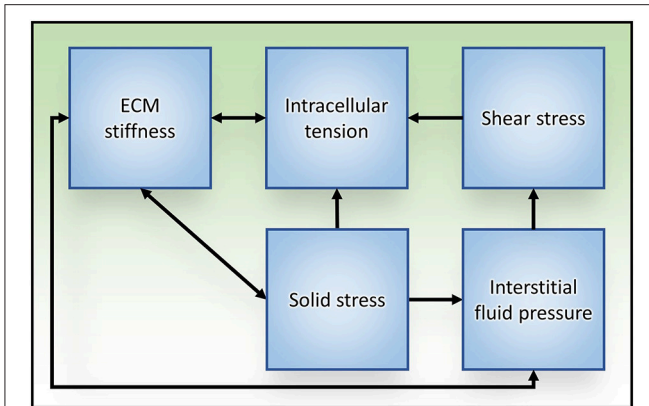 ECM
stiffness
Intracellular
tension
Shear stress
Solid stress
Interstitial
fluid pressure